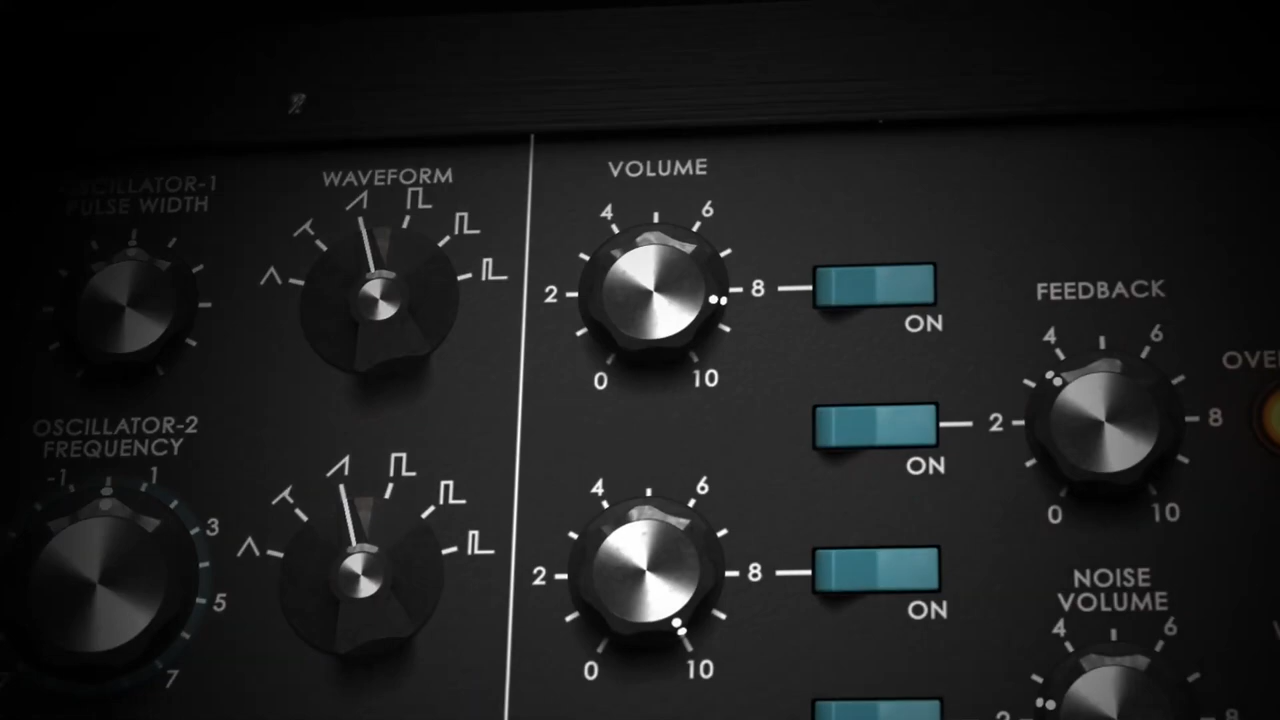 OSCILLATOR-1
PULSE WIDTH
WAVEFORM
VOLUME
4 6
2 8
0 10
ON
FEEDBACK
4 6
2 8
0 10
ON
OSCILLATOR-2
FREQUENCY
-1 1
3
5
7
4 6
2 8
0 10
ON
NOISE
VOLUME
4 6